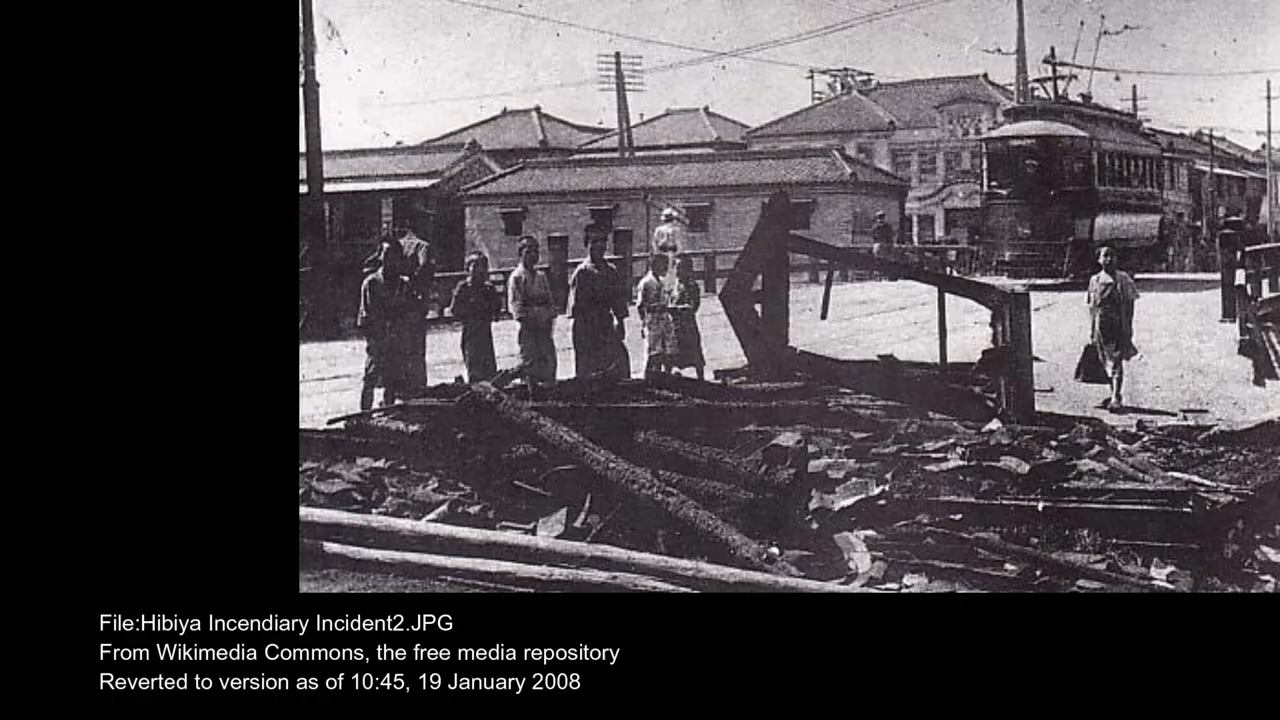 File:Hibiya Incendiary Incident2.JPG
From Wikimedia Commons, the free media repository
Reverted to version as of 10:45, 19 January 2008